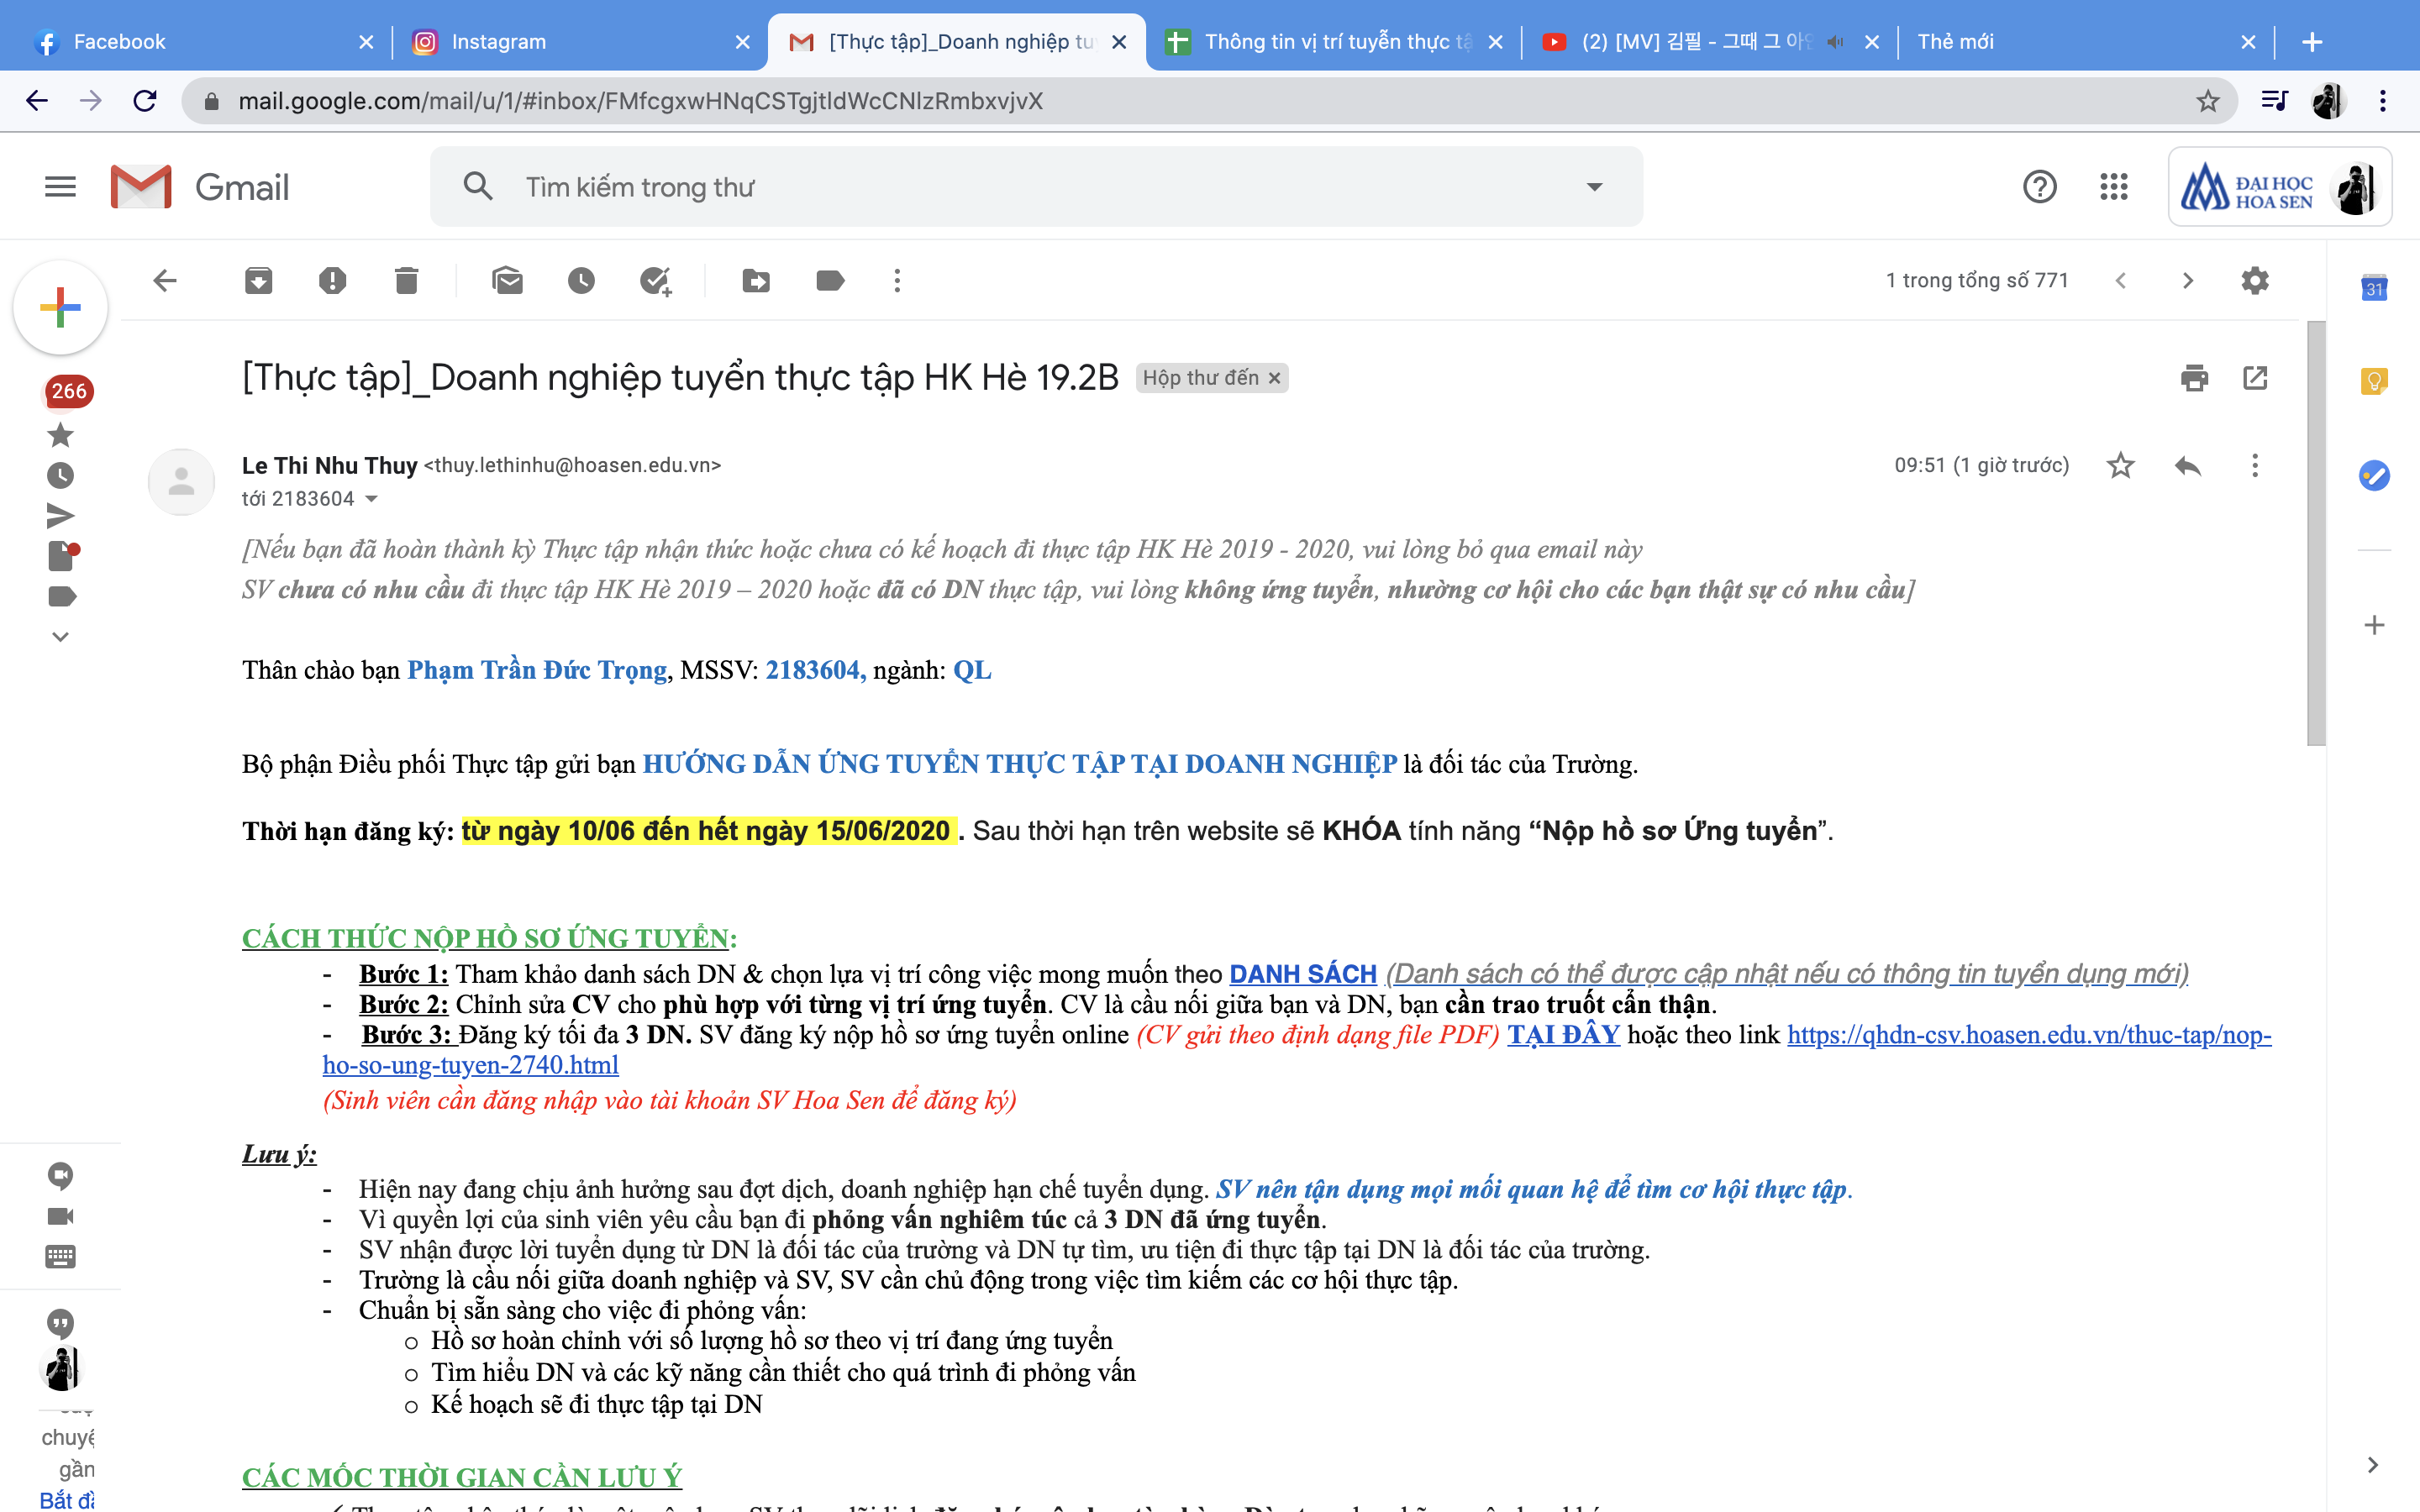 Facebook
Instagram
[Thực tập]_Doanh nghiệp tu
Thông tin vị trí tuyển thực tậ
(2) [MV] 김필 - 그때 그 아
Thẻ mới
mail.google.com/mail/u/1/#inbox/FMfcgxwHNqCSTgjtldWcCNlzRmbxvjvX
Gmail
Tìm kiếm trong thư
ĐẠI HỌC
HOA SEN
1 trong tổng số 771
31
266
[Thực tập]_Doanh nghiệp tuyển thực tập HK Hè 19.2B
Hộp thư đến
Le Thi Nhu Thuy <thuy.lethinhu@hoasen.edu.vn>
09:51 (1 giờ trước)
tới 2183604
[Nếu bạn đã hoàn thành kỳ Thực tập nhận thức hoặc chưa có kế hoạch đi thực tập HK Hè 2019 - 2020, vui lòng bỏ qua email này
SV chưa có nhu cầu đi thực tập HK Hè 2019 – 2020 hoặc đã có DN thực tập, vui lòng không ứng tuyển, nhường cơ hội cho các bạn thật sự có nhu cầu]
Thân chào bạn Phạm Trần Đức Trọng, MSSV: 2183604, ngành: QL
Bộ phận Điều phối Thực tập gửi bạn HƯỚNG DẪN ỨNG TUYỂN THỰC TẬP TẠI DOANH NGHIỆP là đối tác của Trường.
Thời hạn đăng ký: từ ngày 10/06 đến hết ngày 15/06/2020 . Sau thời hạn trên website sẽ KHÓA tính năng “Nộp hồ sơ Ứng tuyển”.
CÁCH THỨC NỘP HỒ SƠ ỨNG TUYỂN:
- Bước 1: Tham khảo danh sách DN & chọn lựa vị trí công việc mong muốn theo DANH SÁCH (Danh sách có thể được cập nhật nếu có thông tin tuyển dụng mới)
- Bước 2: Chỉnh sửa CV cho phù hợp với từng vị trí ứng tuyển. CV là cầu nối giữa bạn và DN, bạn cần trao truốt cẩn thận.
- Bước 3: Đăng ký tối đa 3 DN. SV đăng ký nộp hồ sơ ứng tuyển online (CV gửi theo định dạng file PDF) TẠI ĐÂY hoặc theo link https://qhdn-csv.hoasen.edu.vn/thuc-tap/nop-
ho-so-ung-tuyen-2740.html
(Sinh viên cần đăng nhập vào tài khoản SV Hoa Sen để đăng ký)
Lưu ý:
- Hiện nay đang chịu ảnh hưởng sau đợt dịch, doanh nghiệp hạn chế tuyển dụng. SV nên tận dụng mọi mối quan hệ để tìm cơ hội thực tập.
- Vì quyền lợi của sinh viên yêu cầu bạn đi phỏng vấn nghiêm túc cả 3 DN đã ứng tuyển.
- SV nhận được lời tuyển dụng từ DN là đối tác của trường và DN tự tìm, ưu tiện đi thực tập tại DN là đối tác của trường.
- Trường là cầu nối giữa doanh nghiệp và SV, SV cần chủ động trong việc tìm kiếm các cơ hội thực tập.
- Chuẩn bị sẵn sàng cho việc đi phỏng vấn:
o Hồ sơ hoàn chỉnh với số lượng hồ sơ theo vị trí đang ứng tuyển
o Tìm hiểu DN và các kỹ năng cần thiết cho quá trình đi phỏng vấn
o Kế hoạch sẽ đi thực tập tại DN
chuyệ
gần
Bắt đầ
CÁC MỐC THỜI GIAN CẦN LƯU Ý